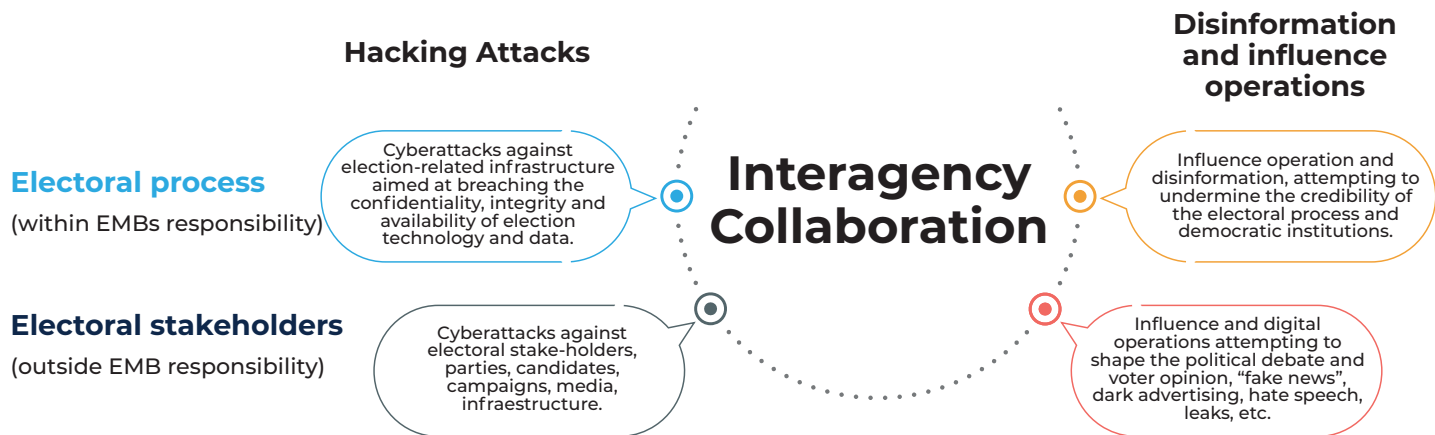 Hacking Attacks
Disinformation
and influence
operations
Electoral process
(within EMBs responsibility)
Cyberattacks against
election-related infrastructure
aimed at breaching the
confidentiality, integrity and
availability of election
technology and data.
Interagency
Collaboration
Influence operation and
disinformation, attempting to
undermine the credibility of
the electoral process and
democratic institutions.
Electoral stakeholders
(outside EMB responsibility)
Cyberattacks against
electoral stake-holders,
parties, candidates,
campaigns, media,
infraestructure.
Influence and digital
operations attempting to
shape the political debate and
voter opinion, “fake news”,
dark advertising, hate speech,
leaks, etc.